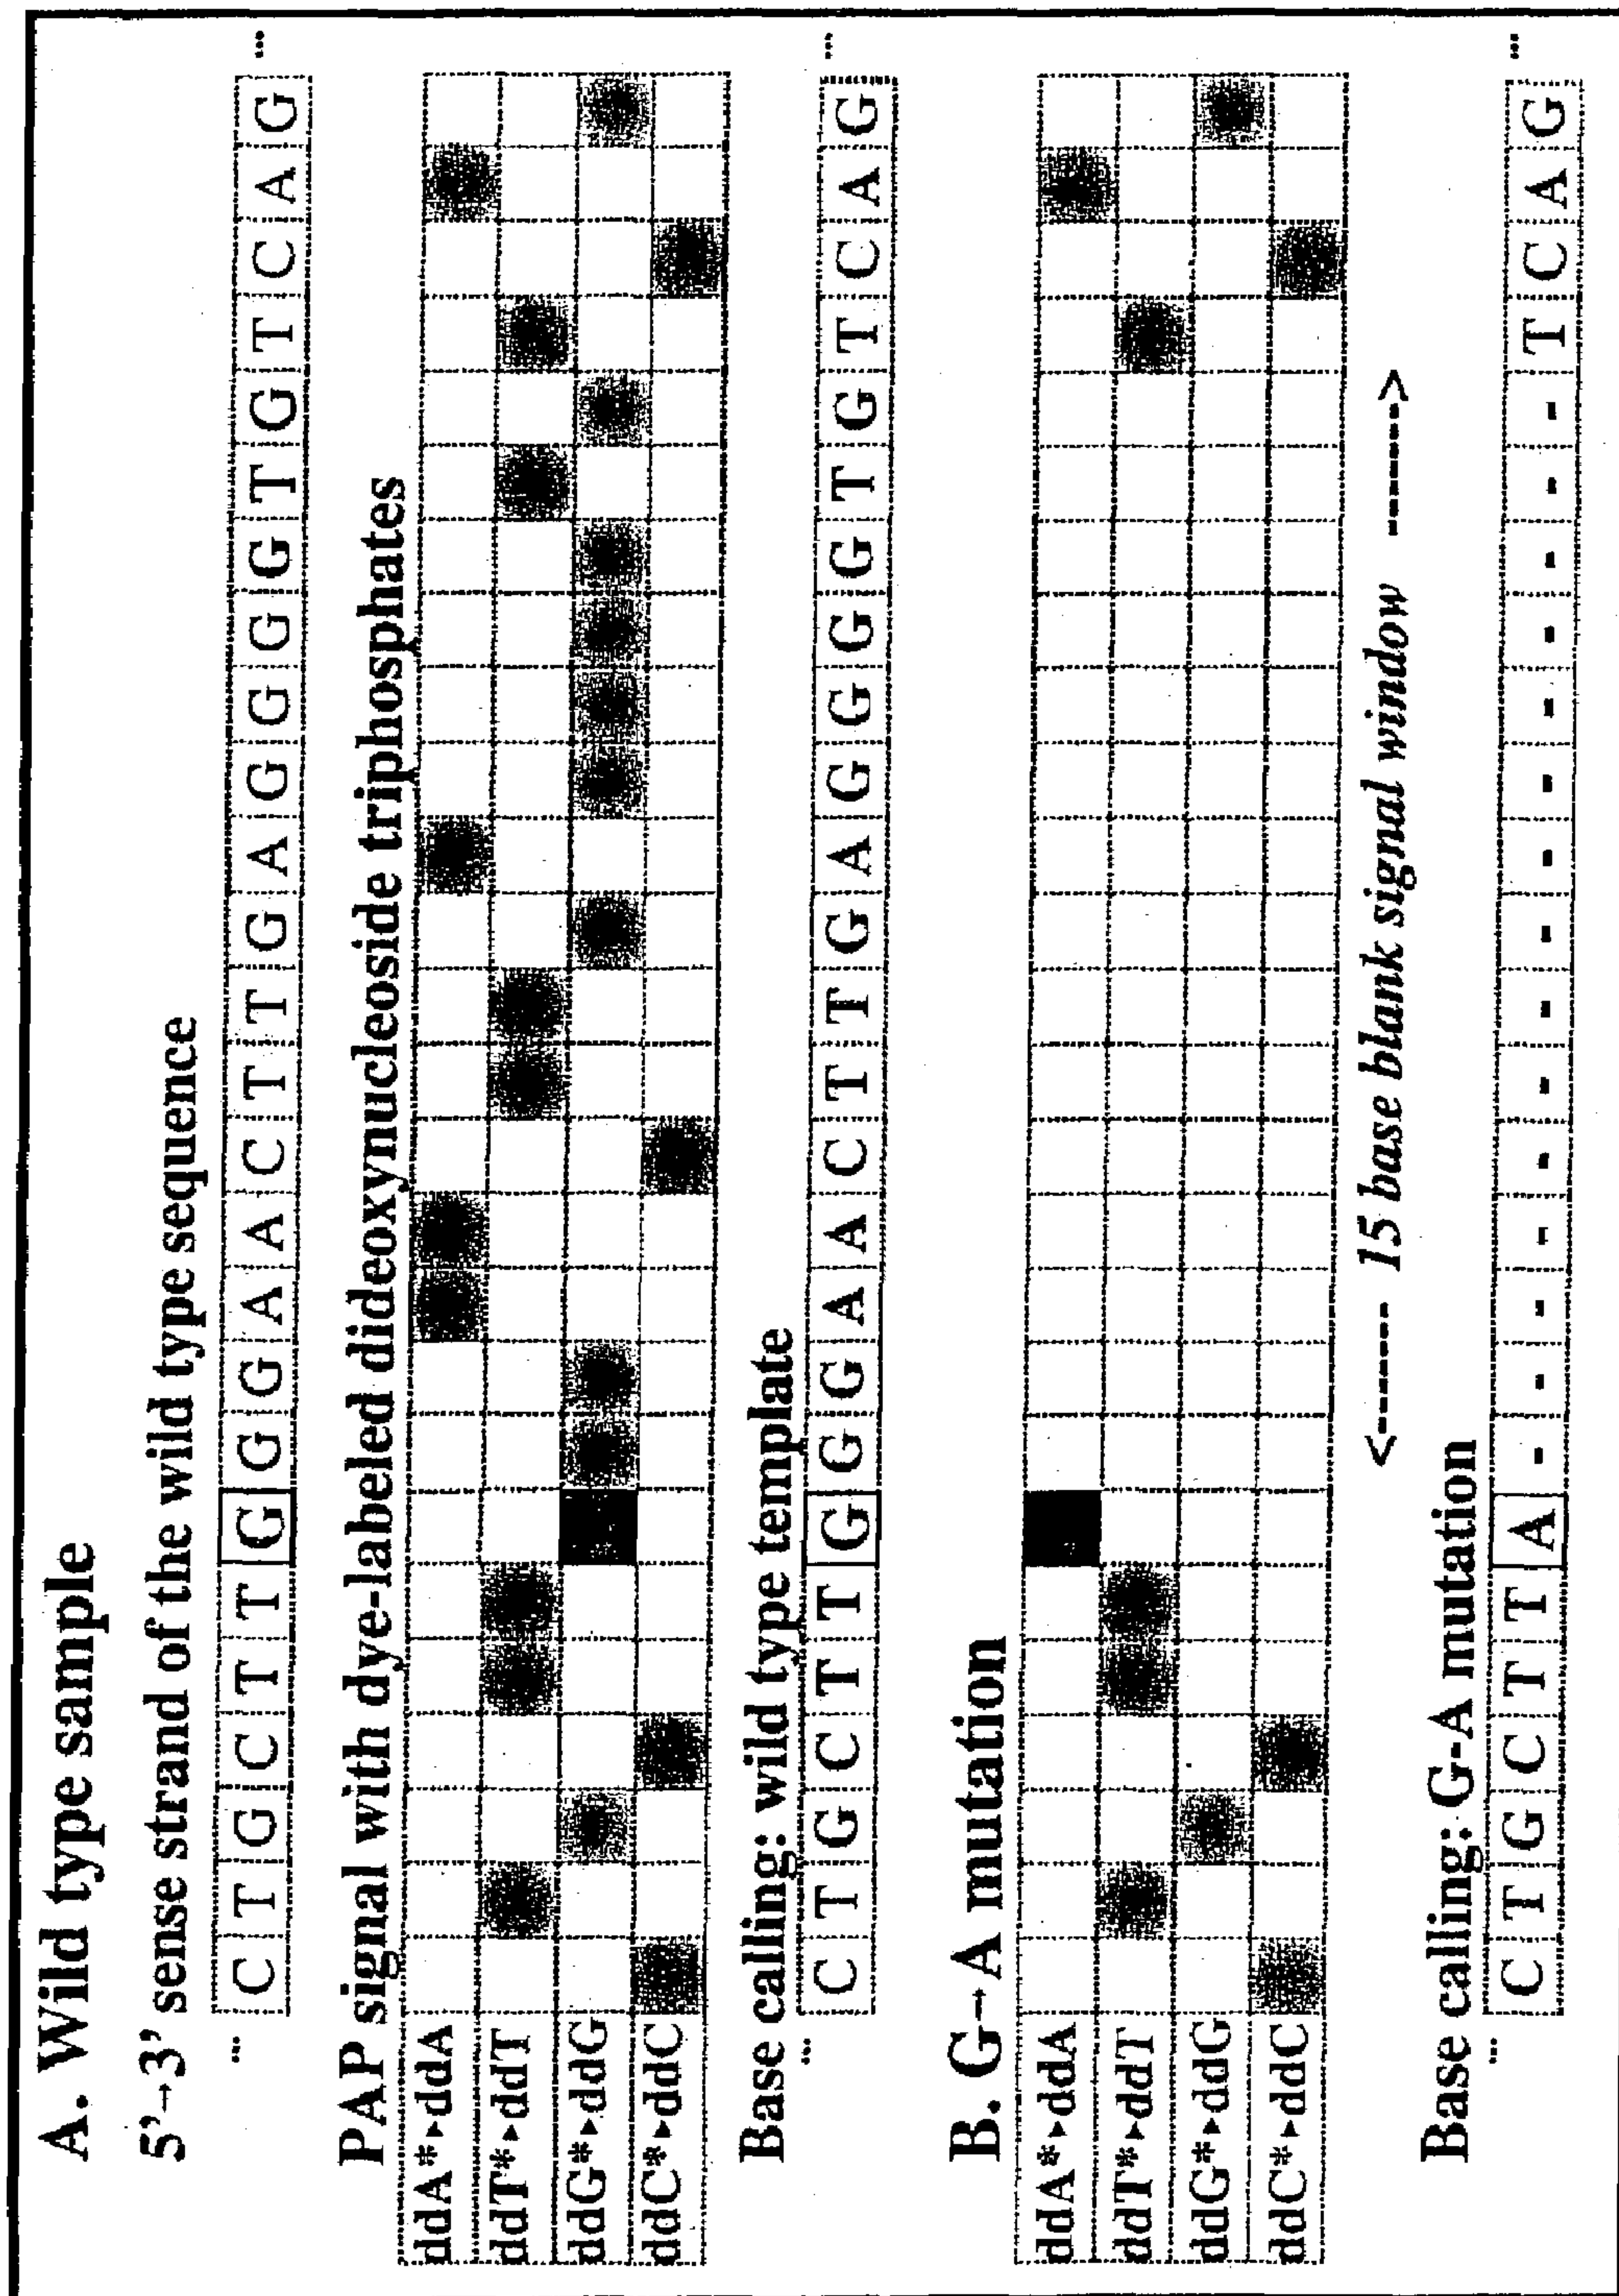 A. Wild type sample
5'→3' sense strand of the wild type sequence
... C T G C T T G G G A A C T T G A G G G G T G T C A G ...
PAP signal with dye-labeled dideoxynucleoside triphosphates
ddA*▸ddA
ddT*▸ddT
ddG*▸ddG
ddC*▸ddC
Base calling: wild type template
... C T G C T T G G G A A C T T G A G G G G T G T C A G ...
B. G→A mutation
ddA*▸ddA
ddT*▸ddT
ddG*▸ddG
ddC*▸ddC
<------ 15 base blank signal window ------>
Base calling: G-A mutation
... C T G C T T A - - - - - - - - - - - - - - - T C A G ...